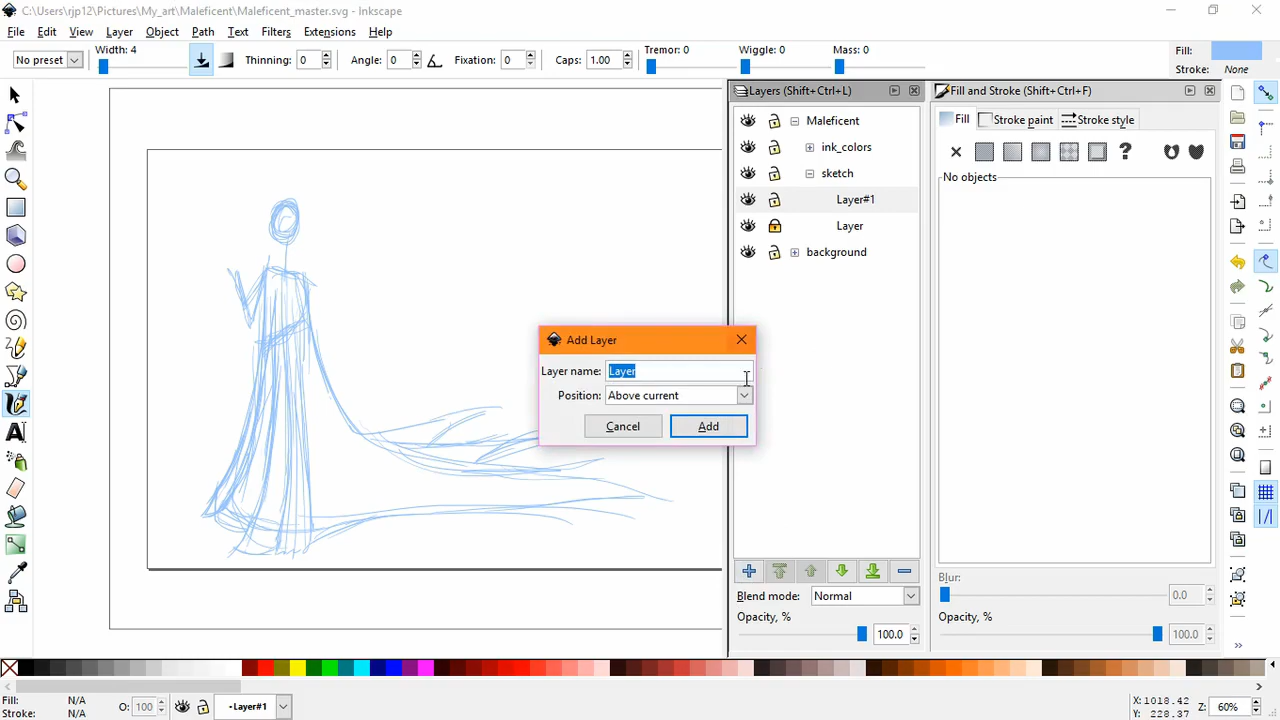 C:\Users\rjp12\Pictures\My_art\Maleficent\Maleficent_master.svg - Inkscape
File Edit View Layer Object Path Text Filters Extensions Help
No preset Width: 4 Thinning: 0 Angle: 0 Fixation: 0 Caps: 1.00 Tremor: 0 Wiggle: 0 Mass: 0 Fill:
Stroke: None
Layers (Shift+Ctrl+L)
Maleficent
ink_colors
sketch
Layer#1
Layer
background
Blend mode: Normal
Opacity, %
100.0
Fill and Stroke (Shift+Ctrl+F)
Fill Stroke paint Stroke style
?
No objects
Blur:
0.0
Opacity, %
100.0
Add Layer
Layer name: Layer
Position: Above current
Cancel Add
Fill: N/A
Stroke: N/A
O: 100
Layer#1
X: 1018.42
Y: 228.37
Z: 60%